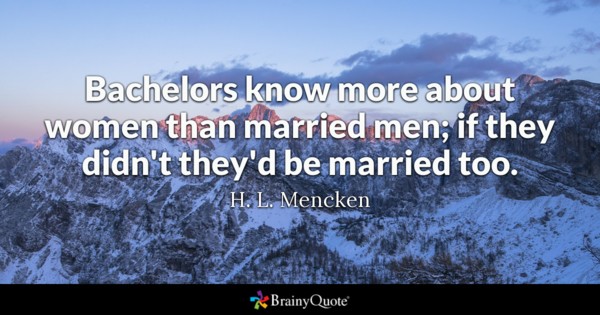 Bachelors know more about
women than married men; if they
didn't they'd be married too.
H. L. Mencken
BrainyQuote®